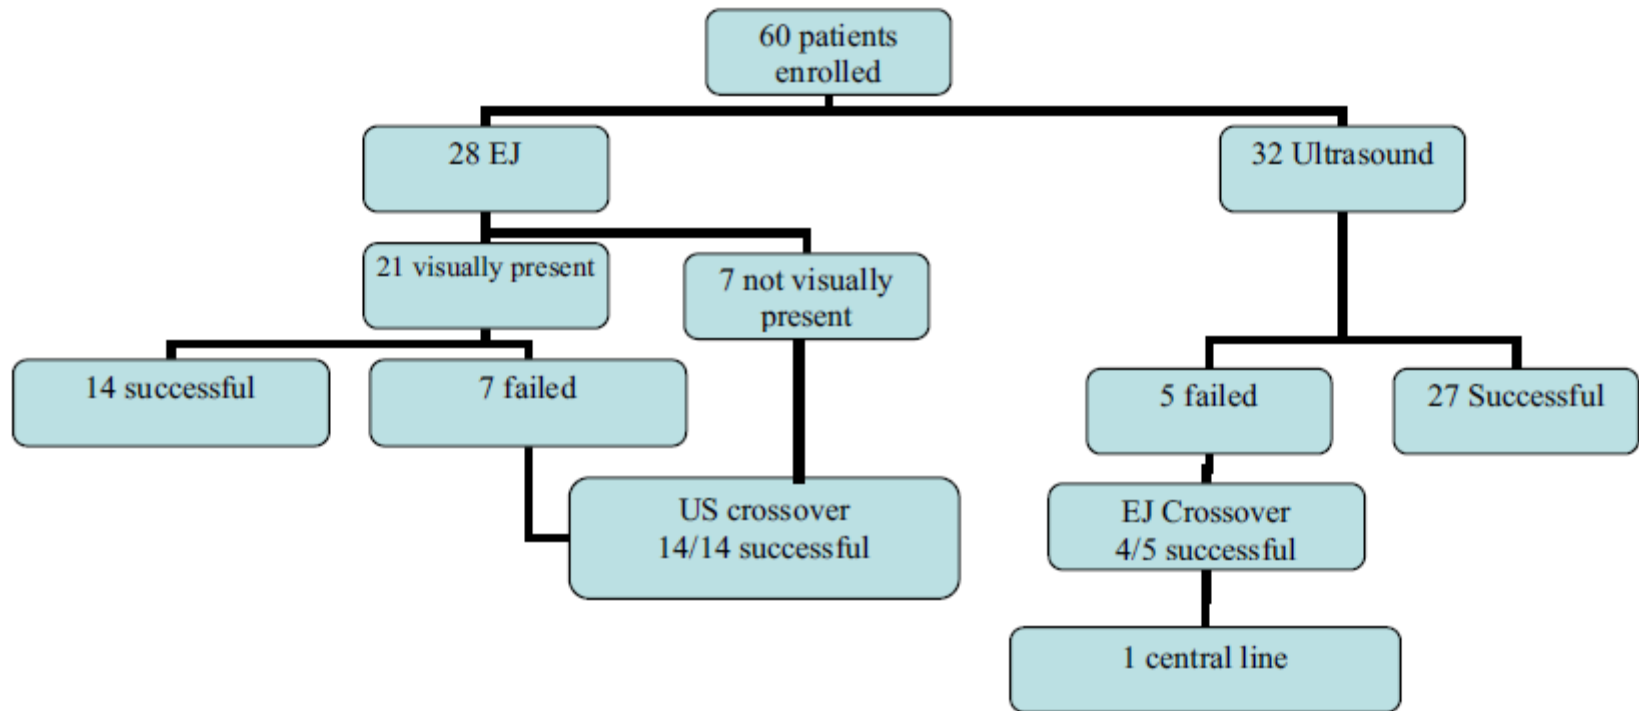 60 patients
enrolled
28 EJ
32 Ultrasound
21 visually present
7 not visually
present
14 successful
7 failed
5 failed
27 Successful
US crossover
14/14 successful
EJ Crossover
4/5 successful
1 central line